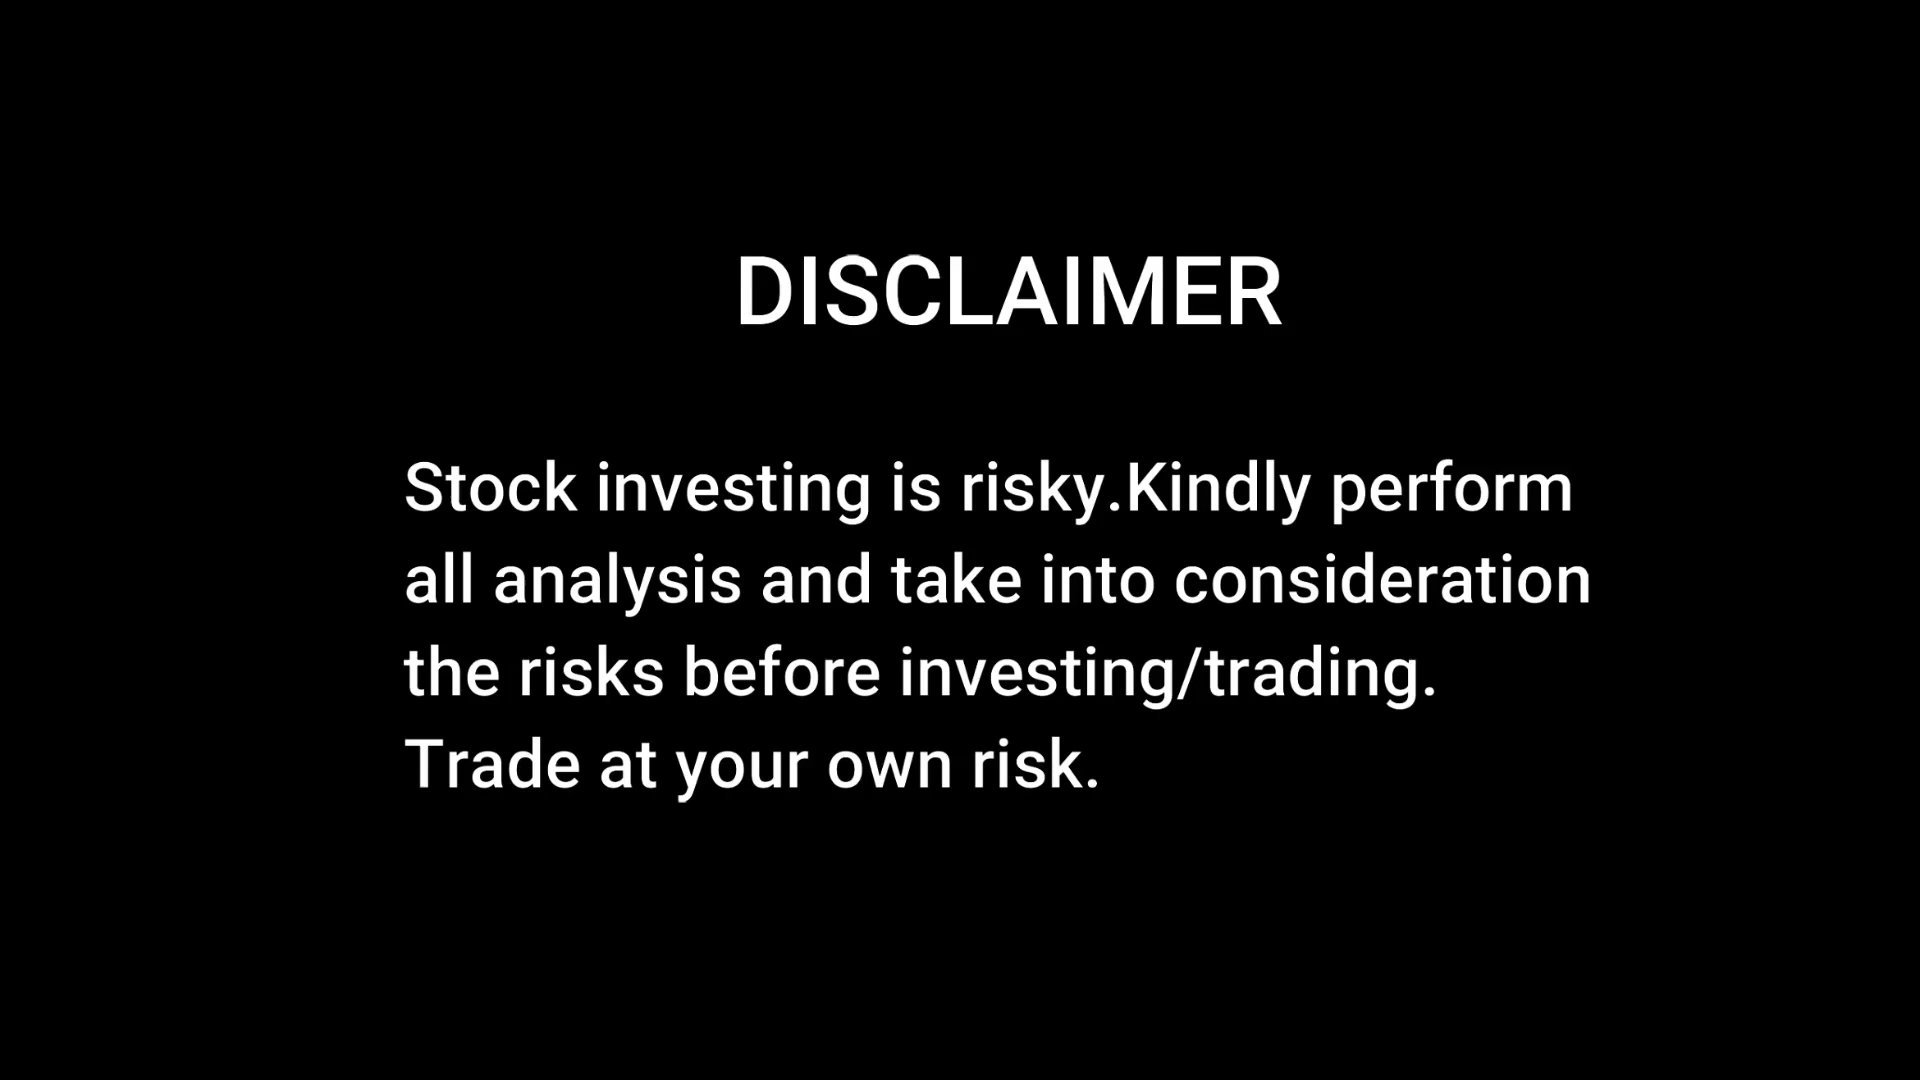 DISCLAIMER
Stock investing is risky.Kindly perform
all analysis and take into consideration
the risks before investing/trading.
Trade at your own risk.